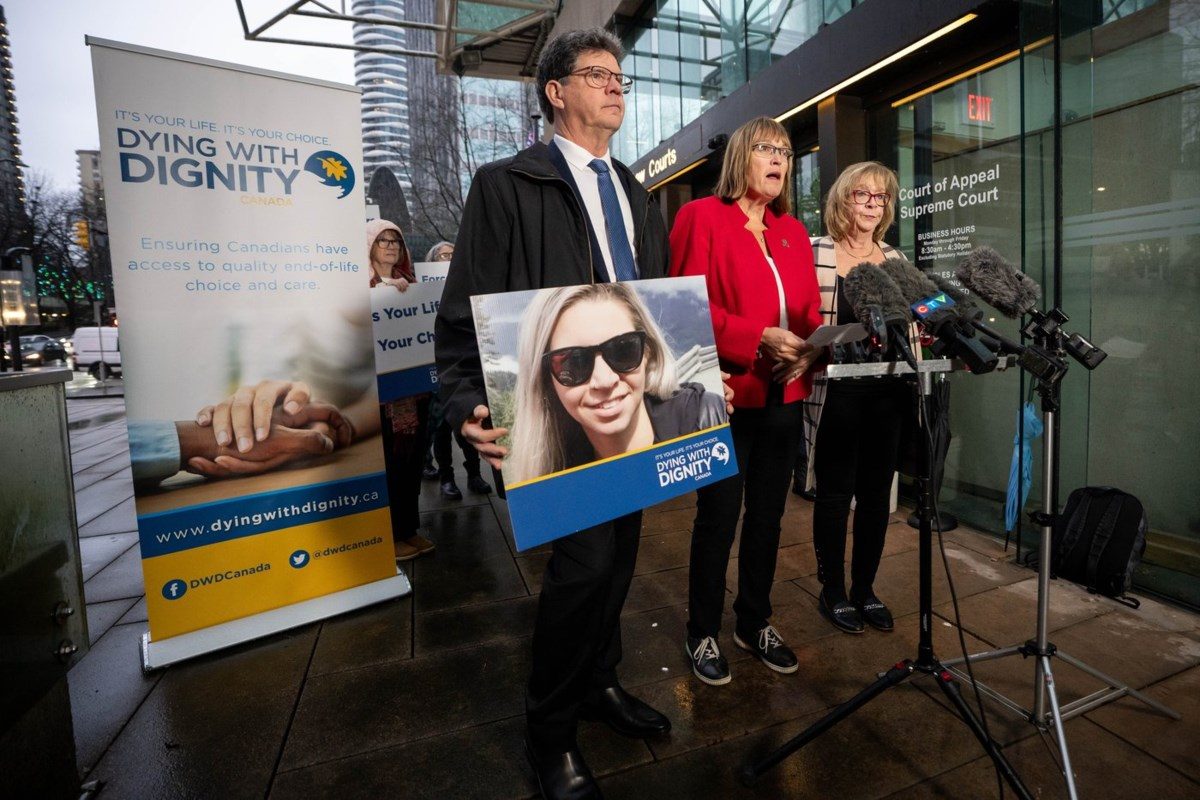 IT'S YOUR LIFE. IT'S YOUR CHOICE.
DYING WITH
DIGNITY
CANADA
Ensuring Canadians have
access to quality end-of-life
choice and care.
www.dyingwithdignity.ca
DWDCanada
@dwdcanada
s Your Life
Your Ch
Forc
IT'S YOUR LIFE. IT'S YOUR CHOICE.
DYING WITH
DIGNITY
CANADA
w Courts
EXIT
Court of Appeal
Supreme Court
BUSINESS HOURS
Monday through Friday
8:30am - 4:30pm
CTV